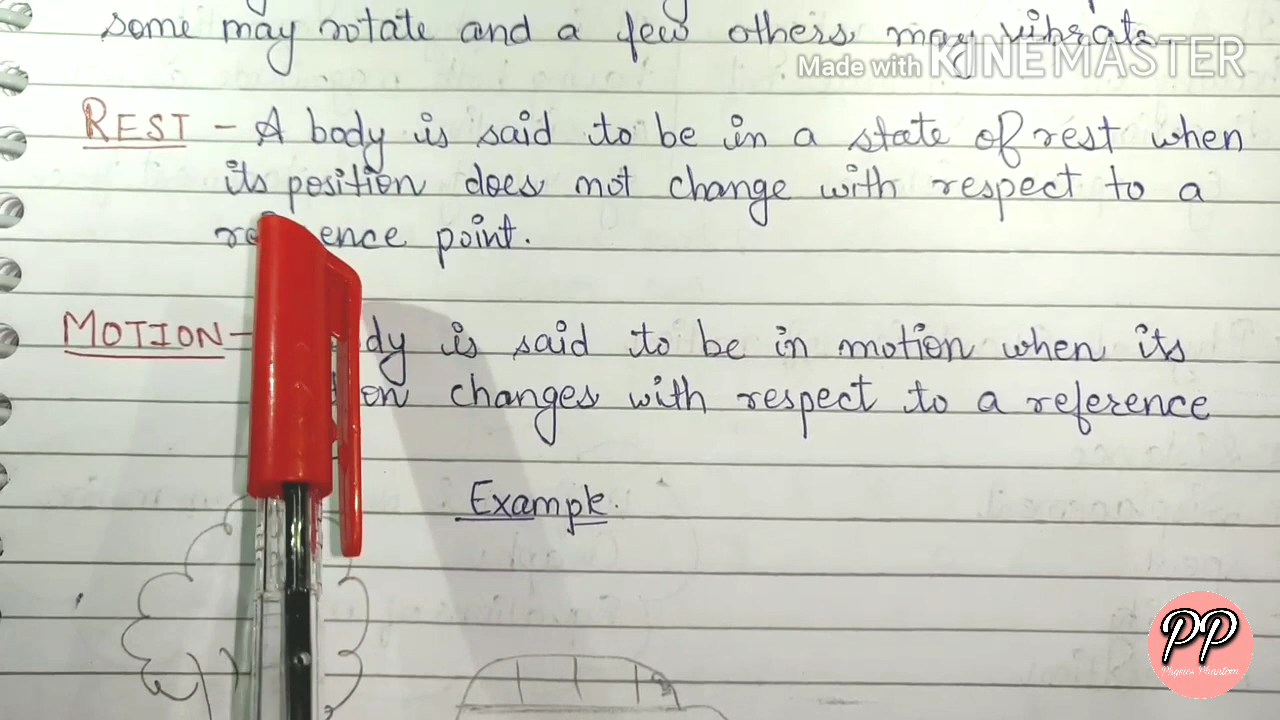 some may rotate and a few others may vibrate.
Made with KINEMASTER
REST - A body is said to be in a state of rest when
its position does not change with respect to a
ence point.
MOTION - is said to be in motion when its
changes with respect to a reference
Example.
PP
Physics Phantom